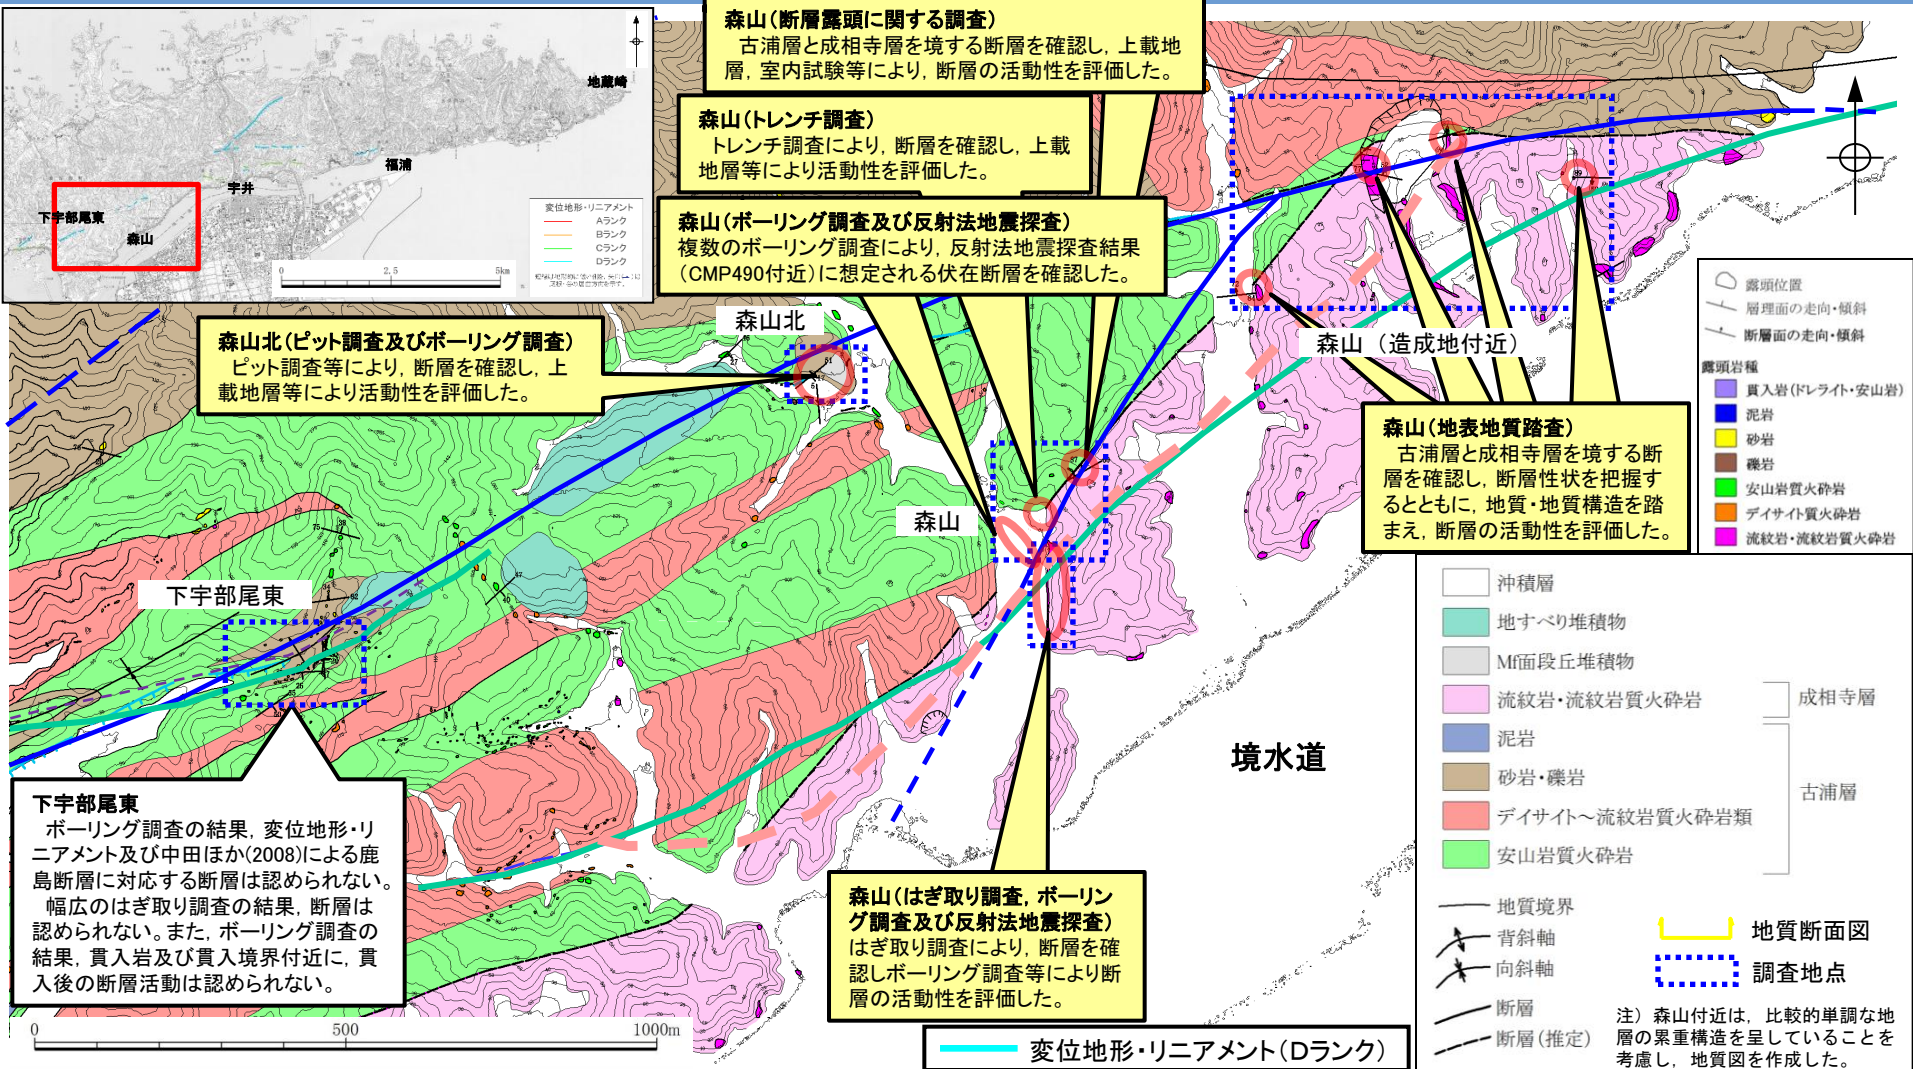 地蔵崎
福浦
宇井
下宇部尾東
森山
変位地形・リニアメント
Aランク
Bランク
Cランク
Dランク
0 2.5 5km
森山(断層露頭に関する調査)
古浦層と成相寺層を境する断層を確認し，上載地
層，室内試験等により，断層の活動性を評価した。
森山(トレンチ調査)
トレンチ調査により，断層を確認し，上載
地層等により活動性を評価した。
森山(ボーリング調査及び反射法地震探査)
複数のボーリング調査により，反射法地震探査結果
(CMP490付近)に想定される伏在断層を確認した。
森山北(ピット調査及びボーリング調査)
ピット調査等により，断層を確認し，上
載地層等により活動性を評価した。
森山北
森山（造成地付近）
森山(地表地質踏査)
古浦層と成相寺層を境する断
層を確認し，断層性状を把握す
るとともに，地質・地質構造を踏
まえ，断層の活動性を評価した。
森山
下宇部尾東
境水道
下宇部尾東
ボーリング調査の結果，変位地形・リ
ニアメント及び中田ほか(2008)による鹿
島断層に対応する断層は認められない。
幅広のはぎ取り調査の結果，断層は
認められない。また，ボーリング調査の
結果，貫入岩及び貫入境界付近に，貫
入後の断層活動は認められない。
森山(はぎ取り調査，ボーリン
グ調査及び反射法地震探査)
はぎ取り調査により，断層を確
認しボーリング調査等により断
層の活動性を評価した。
0 500 1000m
変位地形・リニアメント(Dランク)
露頭位置
層理面の走向・傾斜
断層面の走向・傾斜
露頭岩種
貫入岩(ドレライト・安山岩)
泥岩
砂岩
礫岩
安山岩質火砕岩
デイサイト質火砕岩
流紋岩・流紋岩質火砕岩
沖積層
地すべり堆積物
Mf面段丘堆積物
流紋岩・流紋岩質火砕岩
成相寺層
泥岩
砂岩・礫岩
デイサイト～流紋岩質火砕岩類
安山岩質火砕岩
古浦層
地質境界
背斜軸
向斜軸
断層
断層(推定)
地質断面図
調査地点
注）森山付近は，比較的単調な地
層の累重構造を呈していることを
考慮し，地質図を作成した。